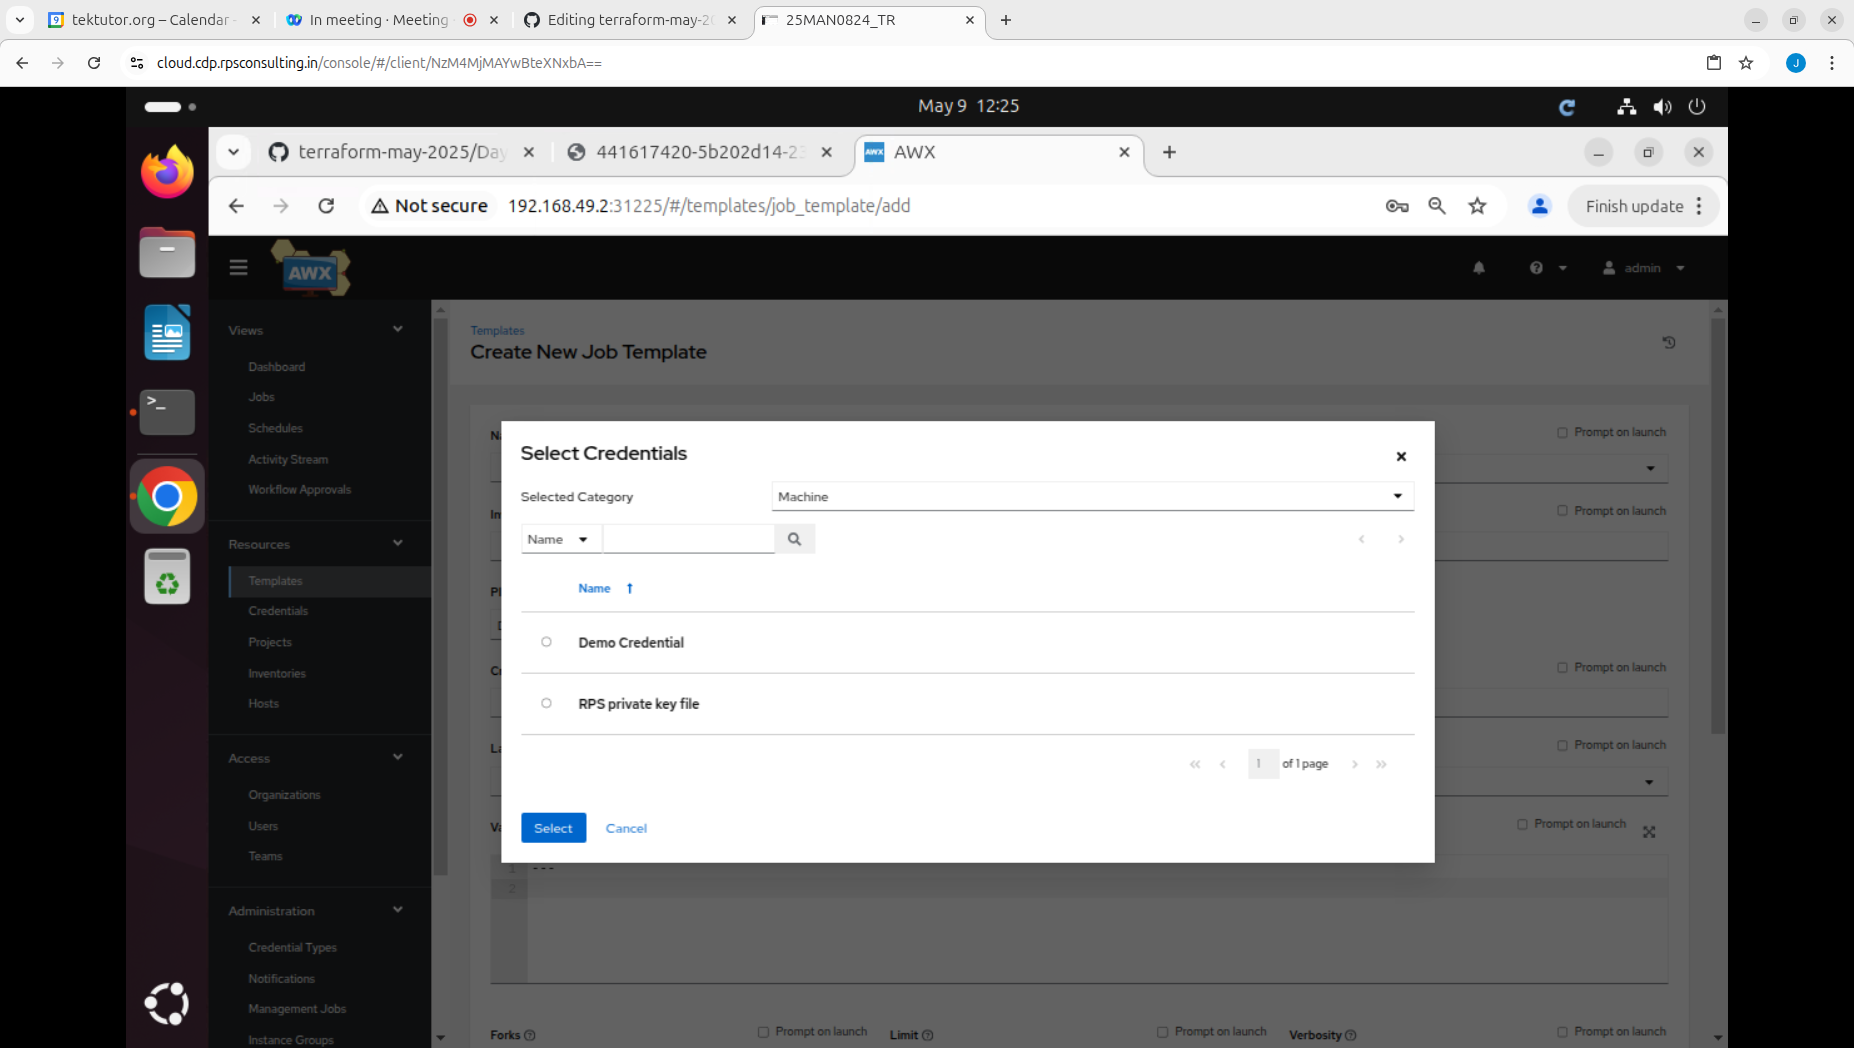 tektutor.org – Calendar -
In meeting · Meeting
Editing terraform-may-20
25MAN0824_TR
cloud.cdp.rpsconsulting.in/console/#/client/NzM4MjMAYwBteXNxbA==
J
May 9 12:25
terraform-may-2025/Day
441617420-5b202d14-23
AWX
Not secure
192.168.49.2:31225/#/templates/job_template/add
Finish update
AWX
admin
Views
Dashboard
Jobs
Schedules
Activity Stream
Workflow Approvals
Resources
Templates
Credentials
Projects
Inventories
Hosts
Access
Organizations
Users
Teams
Administration
Credential Types
Notifications
Management Jobs
Instance Groups
Templates
Create New Job Template
Prompt on launch
Prompt on launch
Prompt on launch
Prompt on launch
Prompt on launch
Select Credentials
Selected Category
Machine
Name
Name
Demo Credential
RPS private key file
1 of 1 page
Select
Cancel
1 ---
2
Forks
Prompt on launch
Limit
Prompt on launch
Verbosity
Prompt on launch